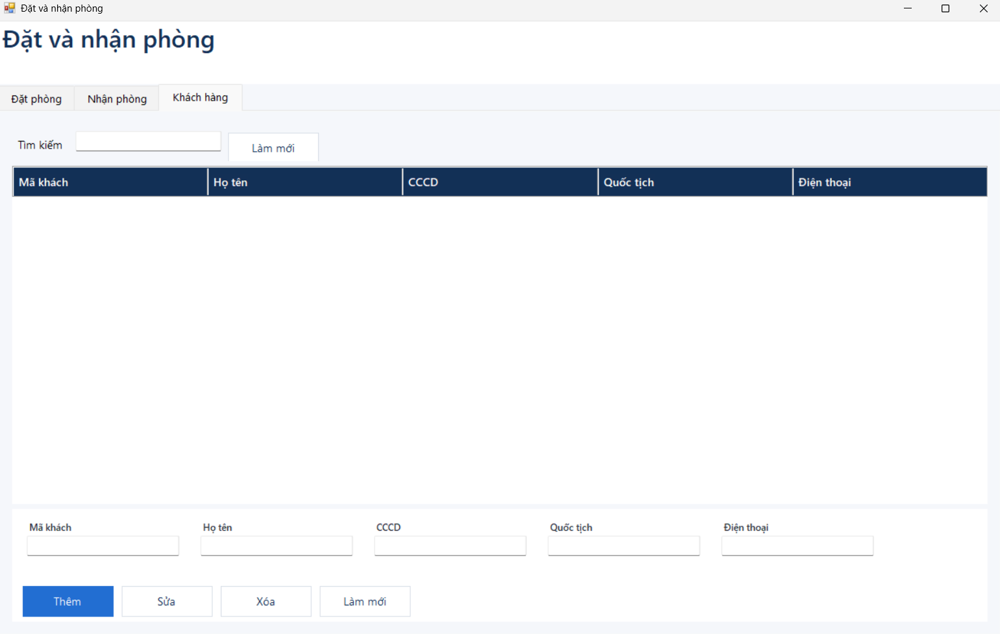 Đặt và nhận phòng
Đặt và nhận phòng
Đặt phòng Nhận phòng Khách hàng
Tìm kiếm Làm mới
Mã khách Họ tên CCCD Quốc tịch Điện thoại
Mã khách Họ tên CCCD Quốc tịch Điện thoại
Thêm Sửa Xóa Làm mới